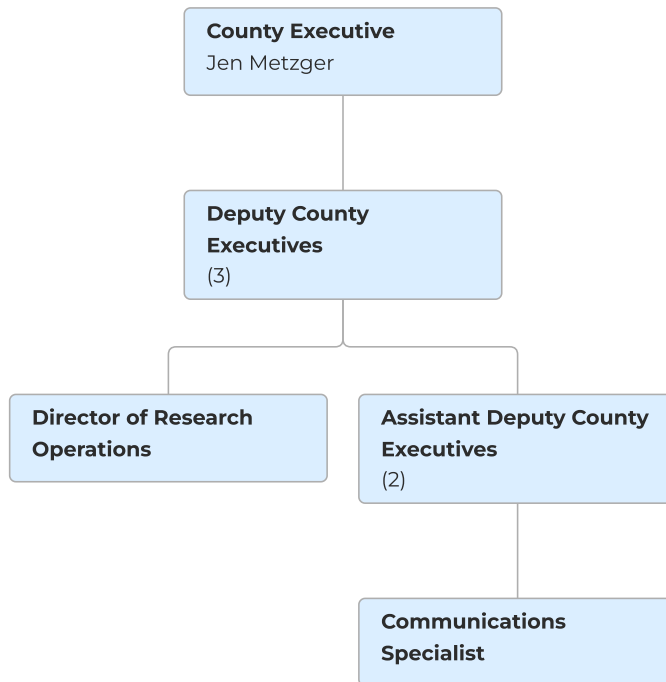 County Executive
Jen Metzger
Deputy County
Executives
(3)
Director of Research
Operations
Assistant Deputy County
Executives
(2)
Communications
Specialist